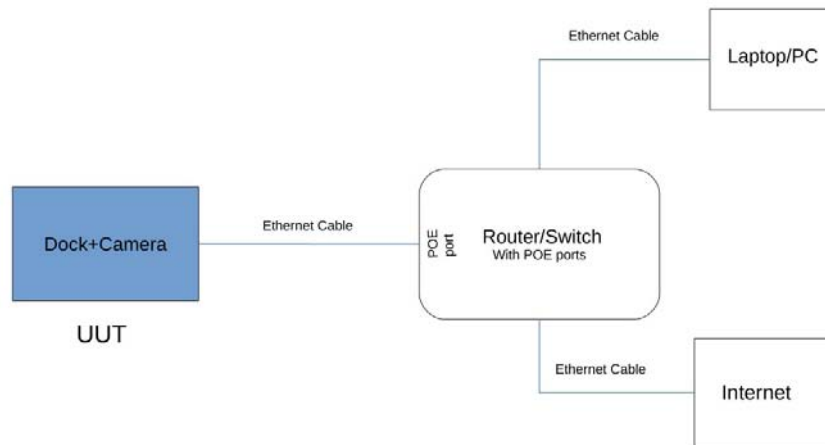 Ethernet Cable
Laptop/PC
Dock+Camera
UUT
Ethernet Cable
POE
port
Router/Switch
With POE ports
Ethernet Cable
Internet